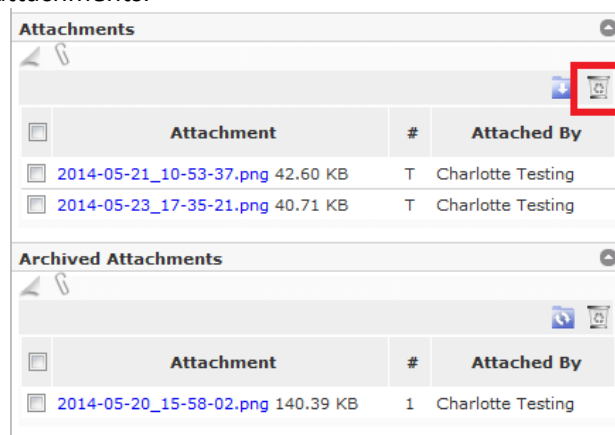 attachments.
Attachments
Attachment # Attached By
2014-05-21_10-53-37.png 42.60 KB T Charlotte Testing
2014-05-23_17-35-21.png 40.71 KB T Charlotte Testing
Archived Attachments
Attachment # Attached By
2014-05-20_15-58-02.png 140.39 KB 1 Charlotte Testing